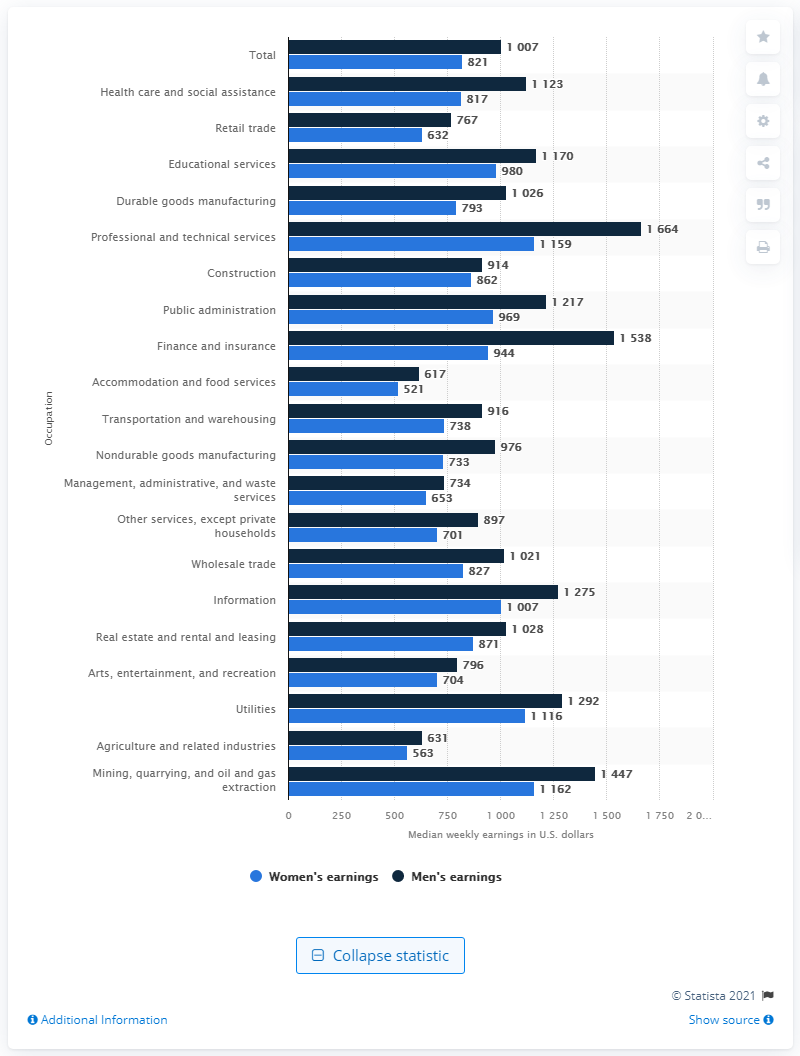 Total
1 007
821
Health care and social assistance
1 123
817
Retail trade
767
632
Educational services
1 170
980
Durable goods manufacturing
1 026
793
Professional and technical services
1 664
1 159
Construction
914
862
Public administration
1 217
969
Finance and insurance
1 538
944
Accommodation and food services
617
521
Transportation and warehousing
916
738
Nondurable goods manufacturing
976
733
Management, administrative, and waste
services
734
653
Other services, except private
households
897
701
Wholesale trade
1 021
827
Information
1 275
1 007
Real estate and rental and leasing
1 028
871
Arts, entertainment, and recreation
796
704
Utilities
1 292
1 116
Agriculture and related industries
631
563
Mining, quarrying, and oil and gas
extraction
1 447
1 162
Occupation
0 250 500 750 1 000 1 250 1 500 1 750 2 0...
Median weekly earnings in U.S. dollars
Women's earnings Men's earnings
Collapse statistic
© Statista 2021
Additional Information Show source